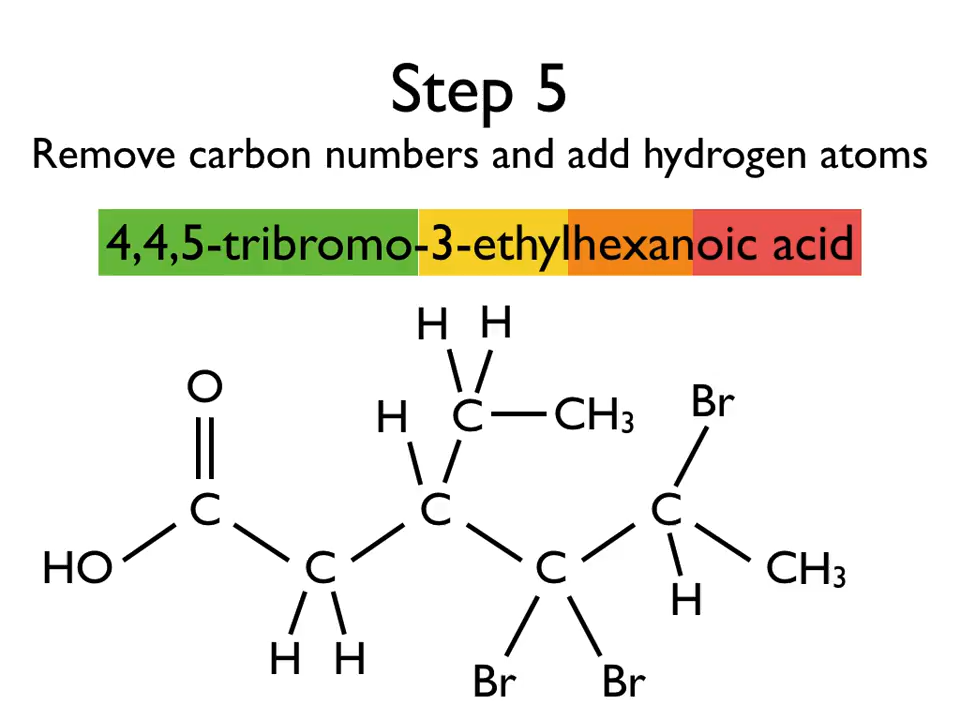 Step 5
Remove carbon numbers and add hydrogen atoms
4,4,5-tribromo-3-ethylhexanoic acid
H H
O H C CH₃ Br
C C C
HO C C H CH₃
H H Br Br